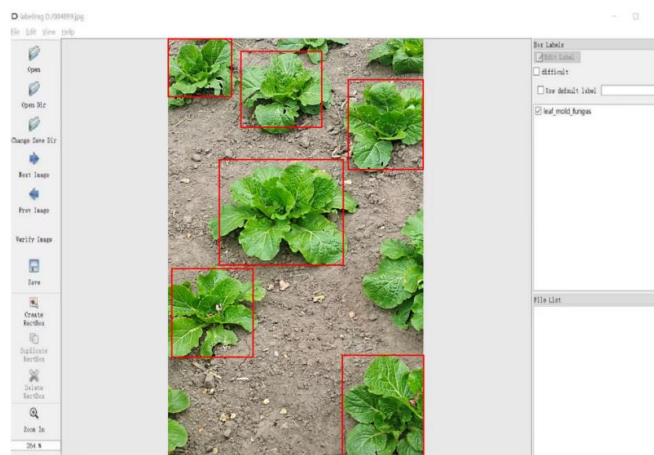 labelImg D:/004899.jpg
File Edit View Help
Open
Open Dir
Change Save Dir
Next Image
Prev Image
Verify Image
Save
Create
RectBox
Duplicate
RectBox
Delete
RectBox
Zoom In
264 %
Box Labels
Edit Label
difficult
Use default label
leaf_mold_fungas
File List